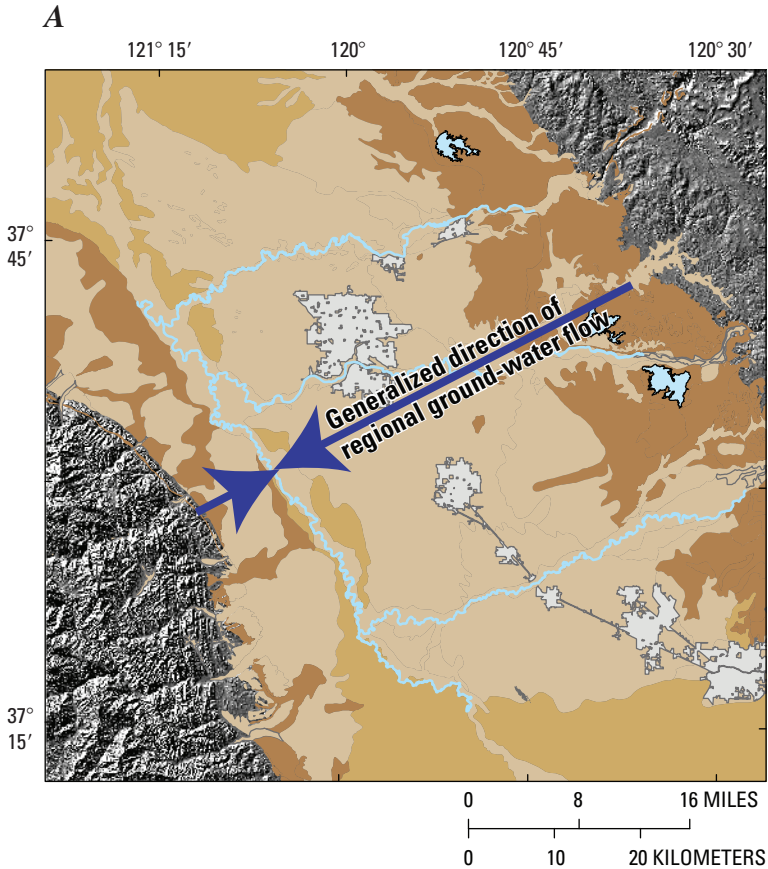 A
121° 15′ 120° 120° 45′ 120° 30′
37°
45′
Generalized direction of
regional ground-water flow
37°
15′
0 8 16 MILES
0 10 20 KILOMETERS